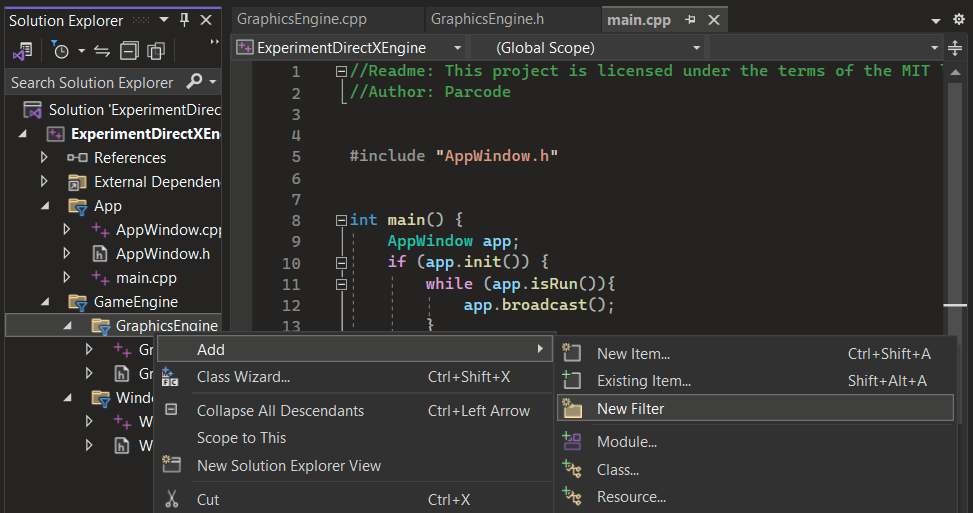 Solution Explorer
GraphicsEngine.cpp
GraphicsEngine.h
main.cpp
ExperimentDirectXEngine
(Global Scope)
Search Solution Explorer
Solution 'ExperimentDirec
ExperimentDirectXEn
References
External Dependen
App
AppWindow.cpp
AppWindow.h
main.cpp
GameEngine
GraphicsEngine
Gr
Gr
Windo
W
W
1 //Readme: This project is licensed under the terms of the MIT
2 //Author: Parcode
3
4
5 #include "AppWindow.h"
6
7
8 int main() {
9 AppWindow app;
10 if (app.init()) {
11 while (app.isRun()){
12 app.broadcast();
13 }
Add
Class Wizard... Ctrl+Shift+X
Collapse All Descendants Ctrl+Left Arrow
Scope to This
New Solution Explorer View
Cut Ctrl+X
New Item... Ctrl+Shift+A
Existing Item... Shift+Alt+A
New Filter
Module...
Class...
Resource...